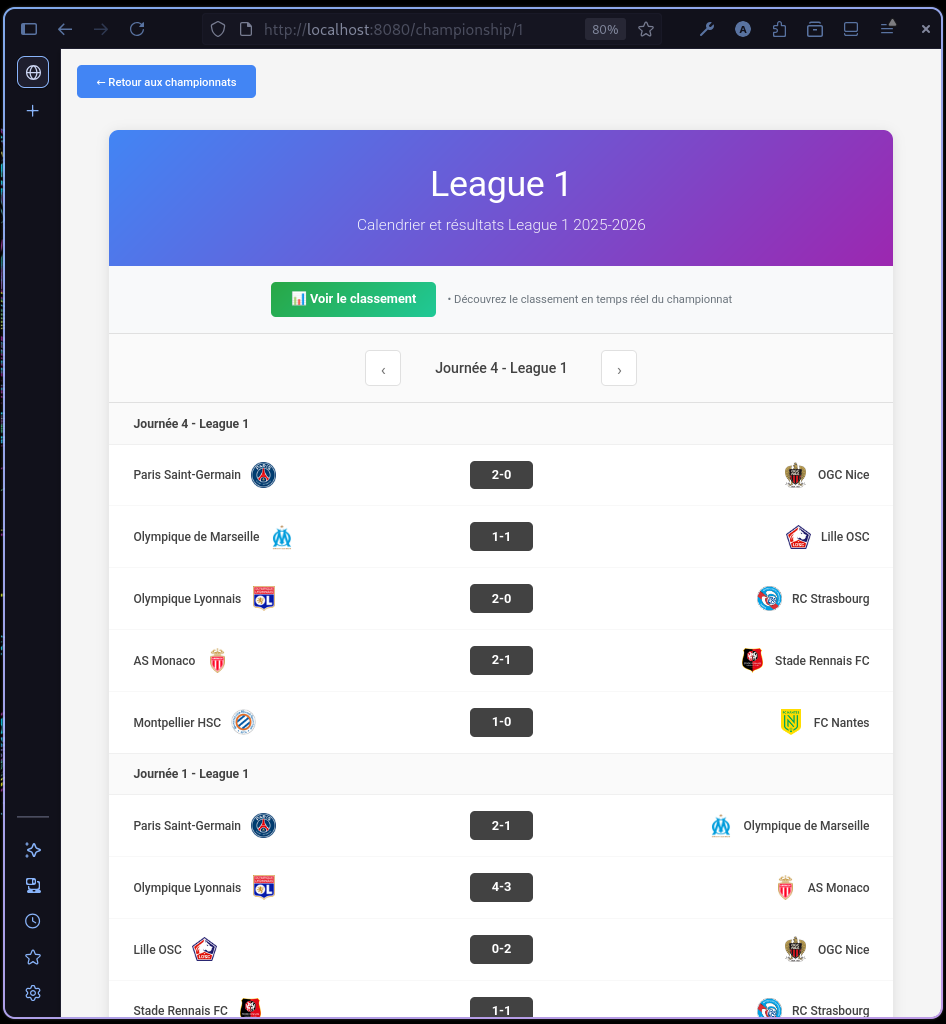 http://localhost:8080/championship/1
80%
← Retour aux championnats
League 1
Calendrier et résultats League 1 2025-2026
📊 Voir le classement • Découvrez le classement en temps réel du championnat
‹ Journée 4 - League 1 ›
Journée 4 - League 1
Paris Saint-Germain 2-0 OGC Nice
Olympique de Marseille 1-1 Lille OSC
Olympique Lyonnais 2-0 RC Strasbourg
AS Monaco 2-1 Stade Rennais FC
Montpellier HSC 1-0 FC Nantes
Journée 1 - League 1
Paris Saint-Germain 2-1 Olympique de Marseille
Olympique Lyonnais 4-3 AS Monaco
Lille OSC 0-2 OGC Nice
Stade Rennais FC 1-1 RC Strasbourg